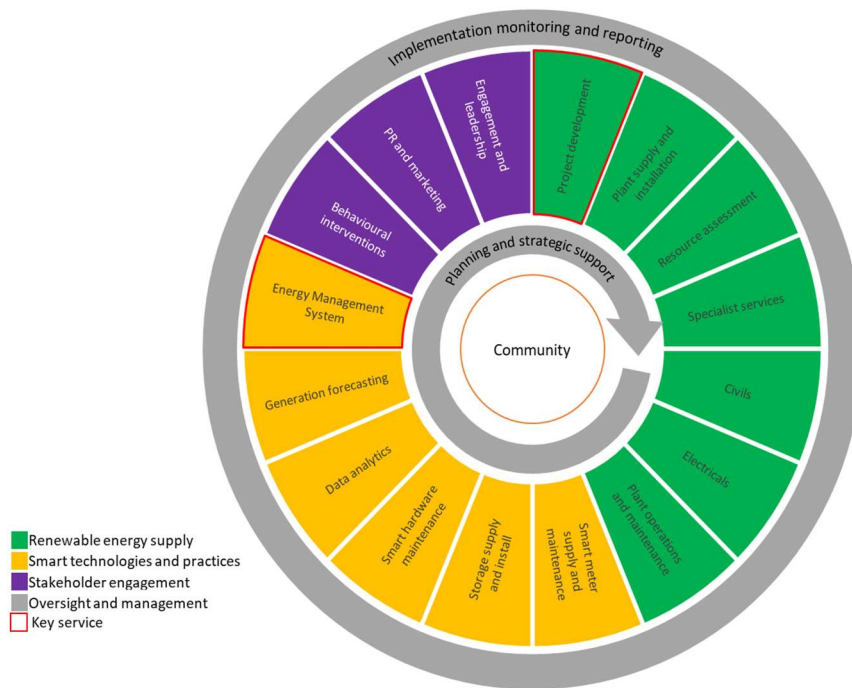 Implementation monitoring and reporting
Engagement and
leadership
Project development
PR and marketing
Plant supply and
installation
Behavioural
interventions
Resource assessment
Planning and strategic support
Energy Management
System
Specialist services
Community
Generation forecasting
Civils
Data analytics
Electricals
Smart hardware
maintenance
Storage supply
and install
Smart meter
supply and
maintenance
Plant operations
and maintenance
Renewable energy supply
Smart technologies and practices
Stakeholder engagement
Oversight and management
Key service